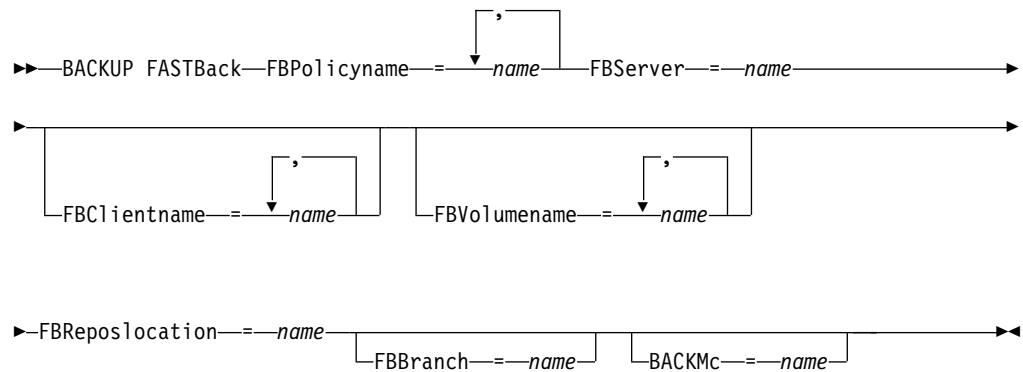 ,
BACKUP FASTBack FBPolicyname = name FBServer = name
, ,
FBClientname = name FBVolumename = name
FBReposlocation = name
FBBranch = name BACKMc = name